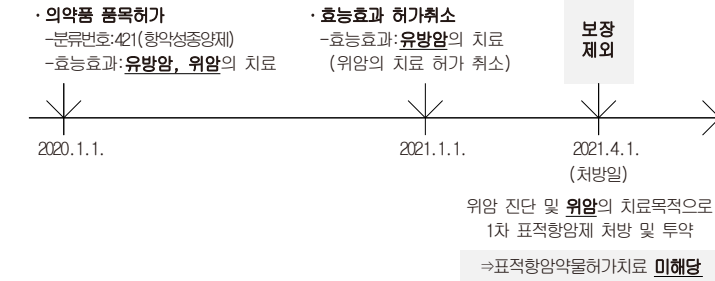 · 의약품 품목허가
-분류번호:421(항악성종양제)
-효능효과:유방암, 위암의 치료
· 효능효과 허가취소
-효능효과:유방암의 치료
(위암의 치료 허가 취소)
보장
제외
2020.1.1.
2021.1.1.
2021.4.1.
(처방일)
위암 진단 및 위암의 치료목적으로
1차 표적항암제 처방 및 투약
⇒표적항암약물허가치료 미해당